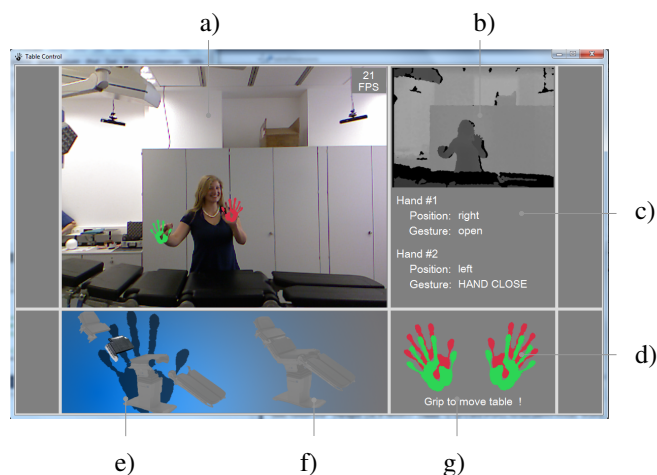 a)
b)
Table Control
21
FPS
Hand #1
Position: right
Gesture: open
c)
Hand #2
Position: left
Gesture: HAND CLOSE
d)
Grip to move table !
e)
f)
g)